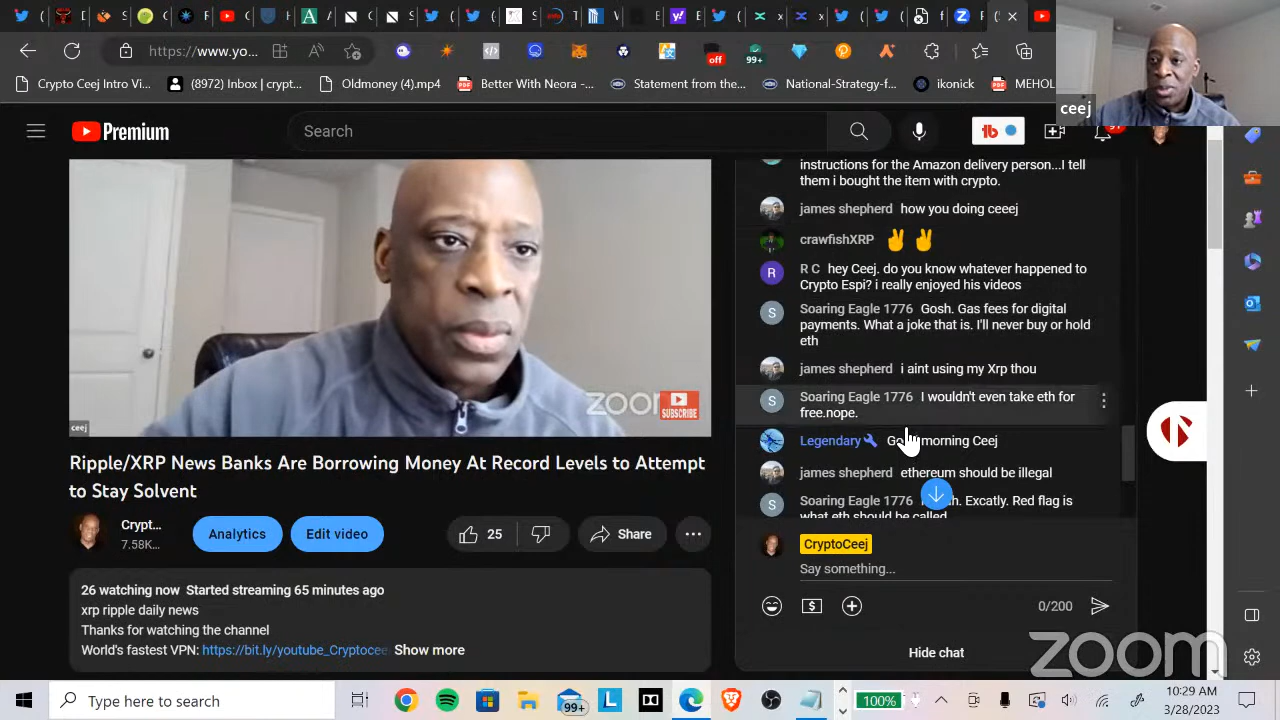 https://www.yo...
off
99+
Crypto Ceej Intro Vi...
(8972) Inbox | crypt...
Oldmoney (4).mp4
PDF
Better With Neora -...
Statement from the...
National-Strategy-f...
ikonick
PDF
MEHOL
ceej
Premium
Search
instructions for the Amazon delivery person...I tell
them i bought the item with crypto.
james shepherd how you doing ceeej
crawfishXRP ✌️ ✌️
R
R C hey Ceej. do you know whatever happened to
Crypto Espi? i really enjoyed his videos
S
Soaring Eagle 1776 Gosh. Gas fees for digital
payments. What a joke that is. I'll never buy or hold
eth
james shepherd i aint using my Xrp thou
S
Soaring Eagle 1776 I wouldn't even take eth for
free.nope.
Legendary morning Ceej
james shepherd ethereum should be illegal
S
Soaring Eagle 1776 Excatly. Red flag is
what eth should be called
CryptoCeej
Say something...
0/200
Hide chat
zoom
SUBSCRIBE
ceej
Ripple/XRP News Banks Are Borrowing Money At Record Levels to Attempt
to Stay Solvent
Crypt...
7.58K...
Analytics
Edit video
25
Share
26 watching now Started streaming 65 minutes ago
xrp ripple daily news
Thanks for watching the channel
World's fastest VPN: https://bit.ly/youtube_Cryptocee
Show more
zoom
Type here to search
99+
L
100%
10:29 AM
3/28/2023